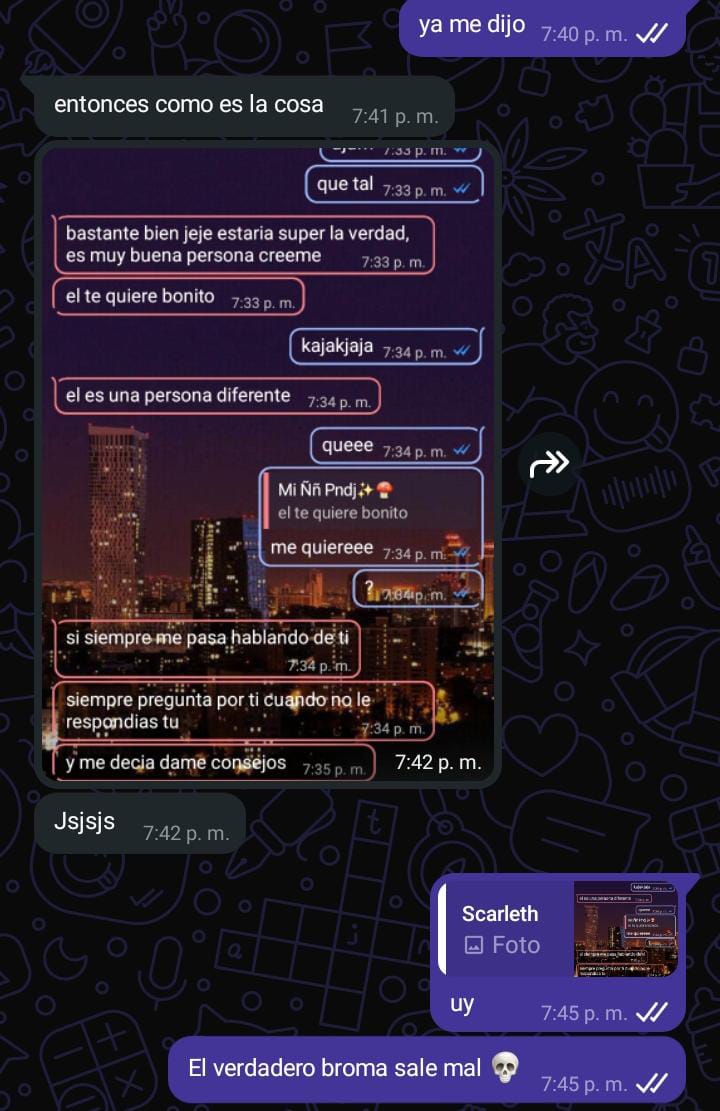 ya me dijo 7:40 p. m.
entonces como es la cosa 7:41 p. m.
7:33 p. m.
que tal 7:33 p. m.
bastante bien jeje estaria super la verdad,
es muy buena persona creeme 7:33 p. m.
el te quiere bonito 7:33 p. m.
kajakjaja 7:34 p. m.
el es una persona diferente 7:34 p. m.
queee 7:34 p. m.
Mi Ññ Pndj✨🍄
el te quiere bonito
me quiereee 7:34 p. m.
? 7:34 p. m.
si siempre me pasa hablando de ti
7:34 p. m.
siempre pregunta por ti cuando no le
respondias tu 7:34 p. m.
y me decia dame consejos 7:35 p. m. 7:42 p. m.
Jsjsjs 7:42 p. m.
Scarleth
Foto
uy 7:45 p. m.
El verdadero broma sale mal 💀 7:45 p. m.